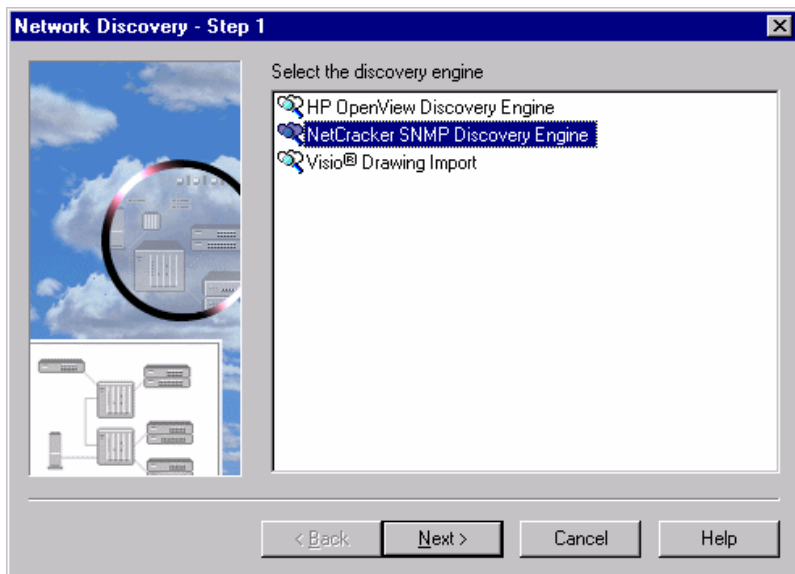 Network Discovery - Step 1
Select the discovery engine
HP OpenView Discovery Engine
NetCracker SNMP Discovery Engine
Visio® Drawing Import
< Back
Next >
Cancel
Help